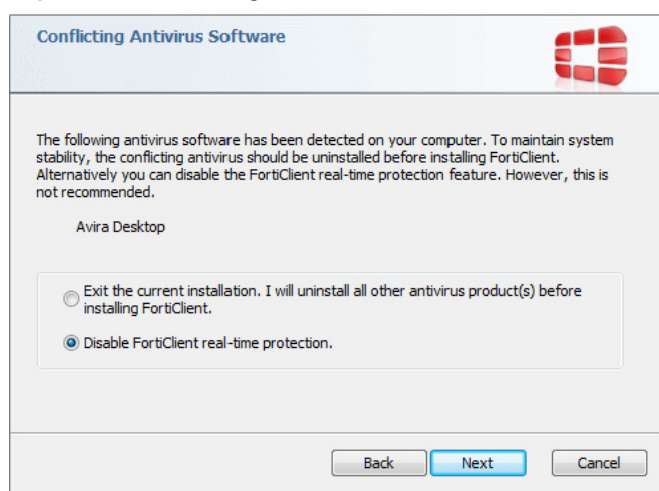 Conflicting Antivirus Software
The following antivirus software has been detected on your computer. To maintain system
stability, the conflicting antivirus should be uninstalled before installing FortiClient.
Alternatively you can disable the FortiClient real-time protection feature. However, this is
not recommended.
Avira Desktop
Exit the current installation. I will uninstall all other antivirus product(s) before
installing FortiClient.
Disable FortiClient real-time protection.
Back Next Cancel